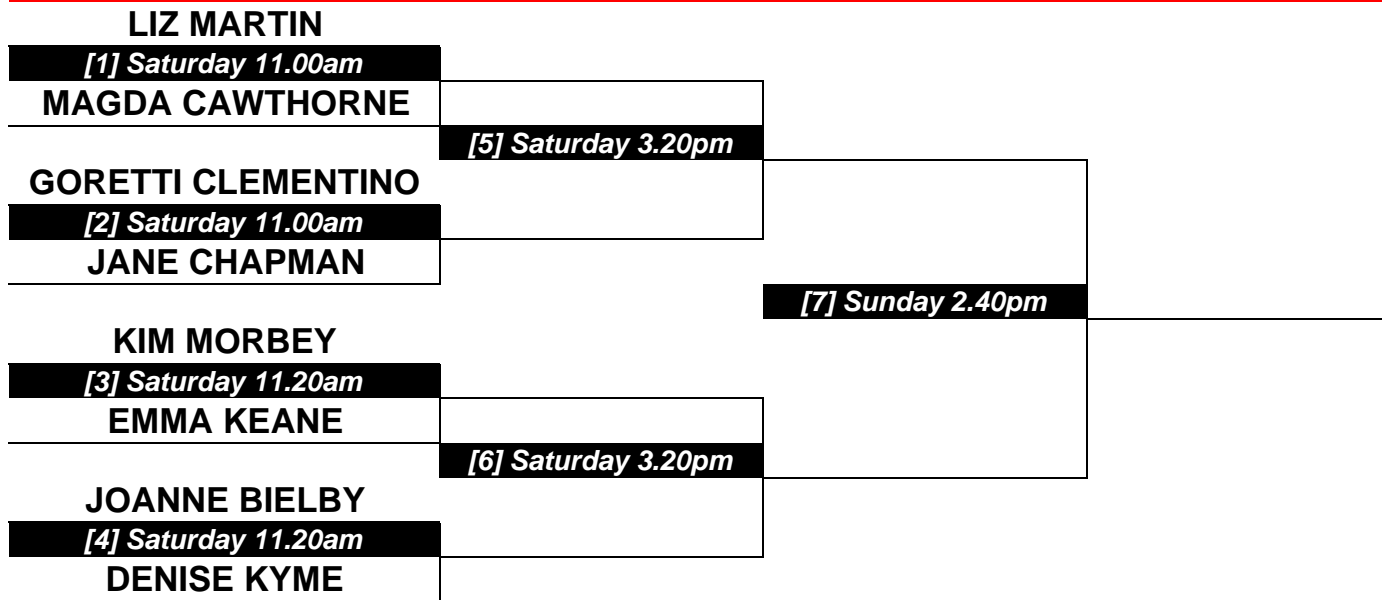 LIZ MARTIN
[1] Saturday 11.00am
MAGDA CAWTHORNE
[5] Saturday 3.20pm
GORETTI CLEMENTINO
[2] Saturday 11.00am
JANE CHAPMAN
[7] Sunday 2.40pm
KIM MORBEY
[3] Saturday 11.20am
EMMA KEANE
[6] Saturday 3.20pm
JOANNE BIELBY
[4] Saturday 11.20am
DENISE KYME